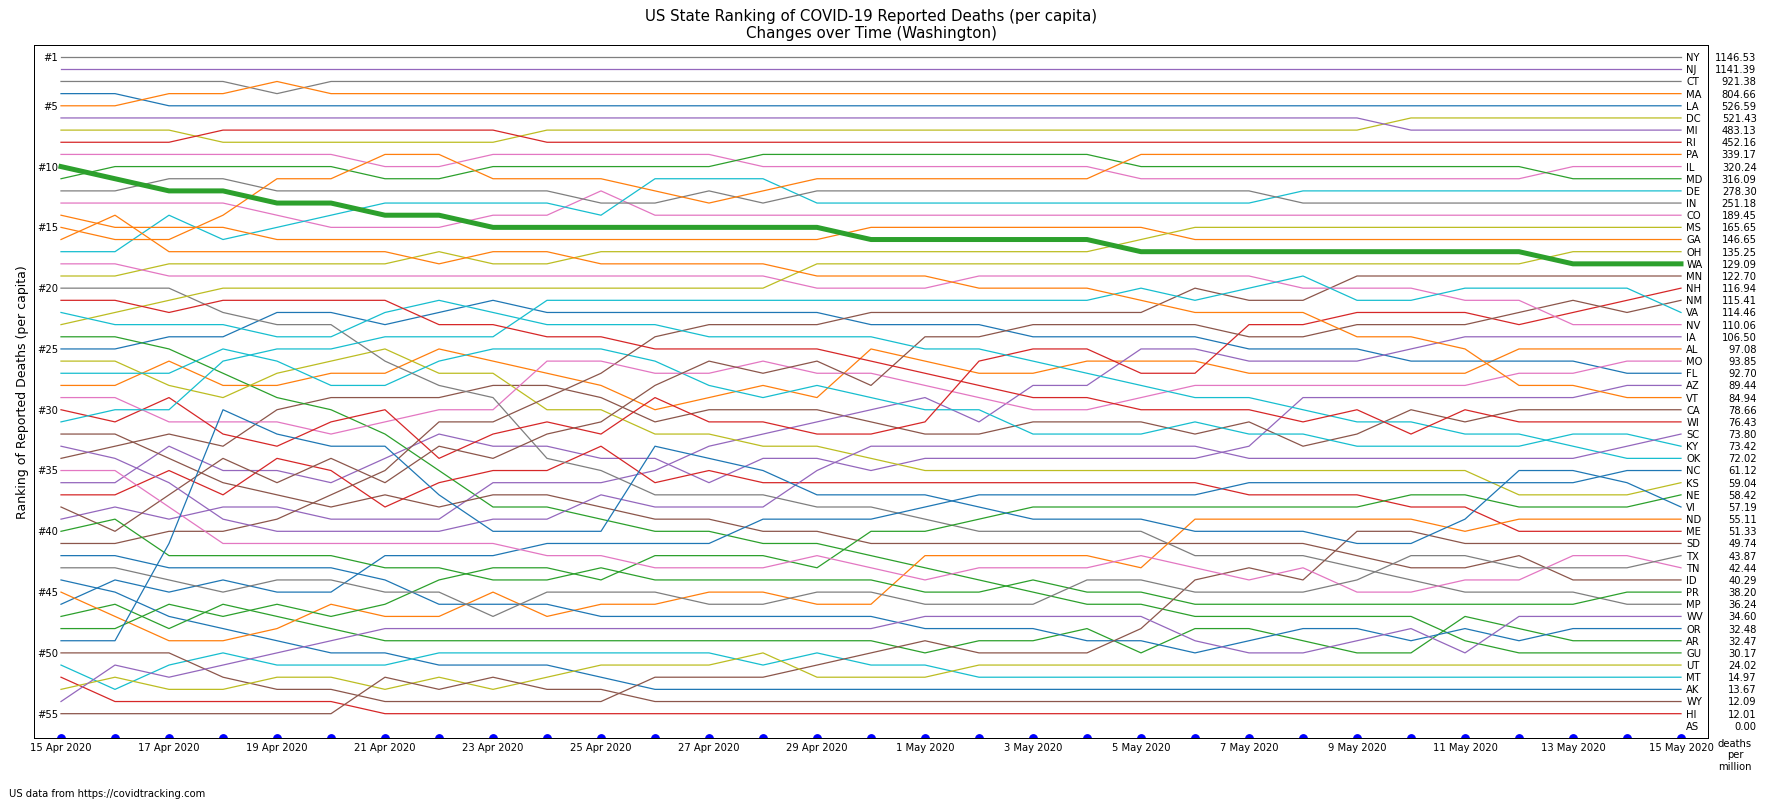 US State Ranking of COVID-19 Reported Deaths (per capita)
Changes over Time (Washington)
Ranking of Reported Deaths (per capita)
#1
#5
#10
#15
#20
#25
#30
#35
#40
#45
#50
#55
NY 1146.53
NJ 1141.39
CT 921.38
MA 804.66
LA 526.59
DC 521.43
MI 483.13
RI 452.16
PA 339.17
IL 320.24
MD 316.09
DE 278.30
IN 251.18
CO 189.45
MS 165.65
GA 146.65
OH 135.25
WA 129.09
MN 122.70
NH 116.94
NM 115.41
VA 114.46
NV 110.06
IA 106.50
AL 97.08
MO 93.85
FL 92.70
AZ 89.44
VT 84.94
CA 78.66
WI 76.43
SC 73.80
KY 73.42
OK 72.02
NC 61.12
KS 59.04
NE 58.42
VI 57.19
ND 55.11
ME 51.33
SD 49.74
TX 43.87
TN 42.44
ID 40.29
PR 38.20
MP 36.24
WV 34.60
OR 32.48
AR 32.47
GU 30.17
UT 24.02
MT 14.97
AK 13.67
WY 12.09
HI 12.01
AS 0.00
15 Apr 2020 17 Apr 2020 19 Apr 2020 21 Apr 2020 23 Apr 2020 25 Apr 2020 27 Apr 2020 29 Apr 2020 1 May 2020 3 May 2020 5 May 2020 7 May 2020 9 May 2020 11 May 2020 13 May 2020 15 May 2020
deaths
per
million
US data from https://covidtracking.com